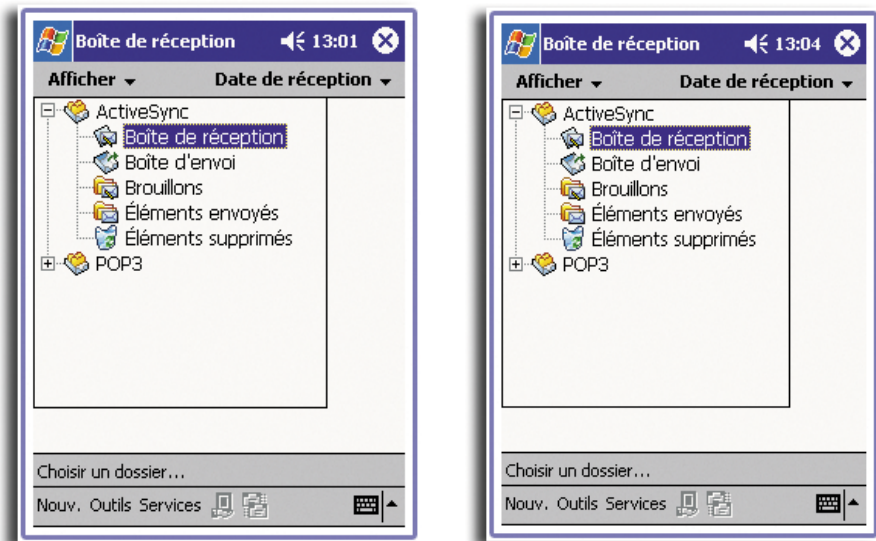 Boîte de réception 13:01
Afficher Date de réception
ActiveSync
Boîte de réception
Boîte d'envoi
Brouillons
Éléments envoyés
Éléments supprimés
POP3
Choisir un dossier...
Nouv. Outils Services
Boîte de réception 13:04
Afficher Date de réception
ActiveSync
Boîte de réception
Boîte d'envoi
Brouillons
Éléments envoyés
Éléments supprimés
POP3
Choisir un dossier...
Nouv. Outils Services